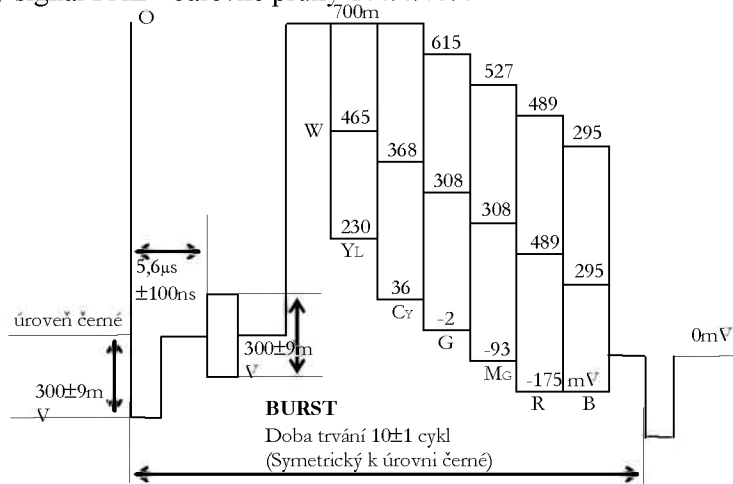 O
700m
615
527
489
295
W
465
368
308
308
489
295
230
YL
36
CY
-2
G
-93
MG
-175 mV
R
B
5,6µs
±100ns
úroveň černé
300±9m
V
300±9m
V
0mV
BURST
Doba trvání 10±1 cykl
(Symetrický k úrovni černé)